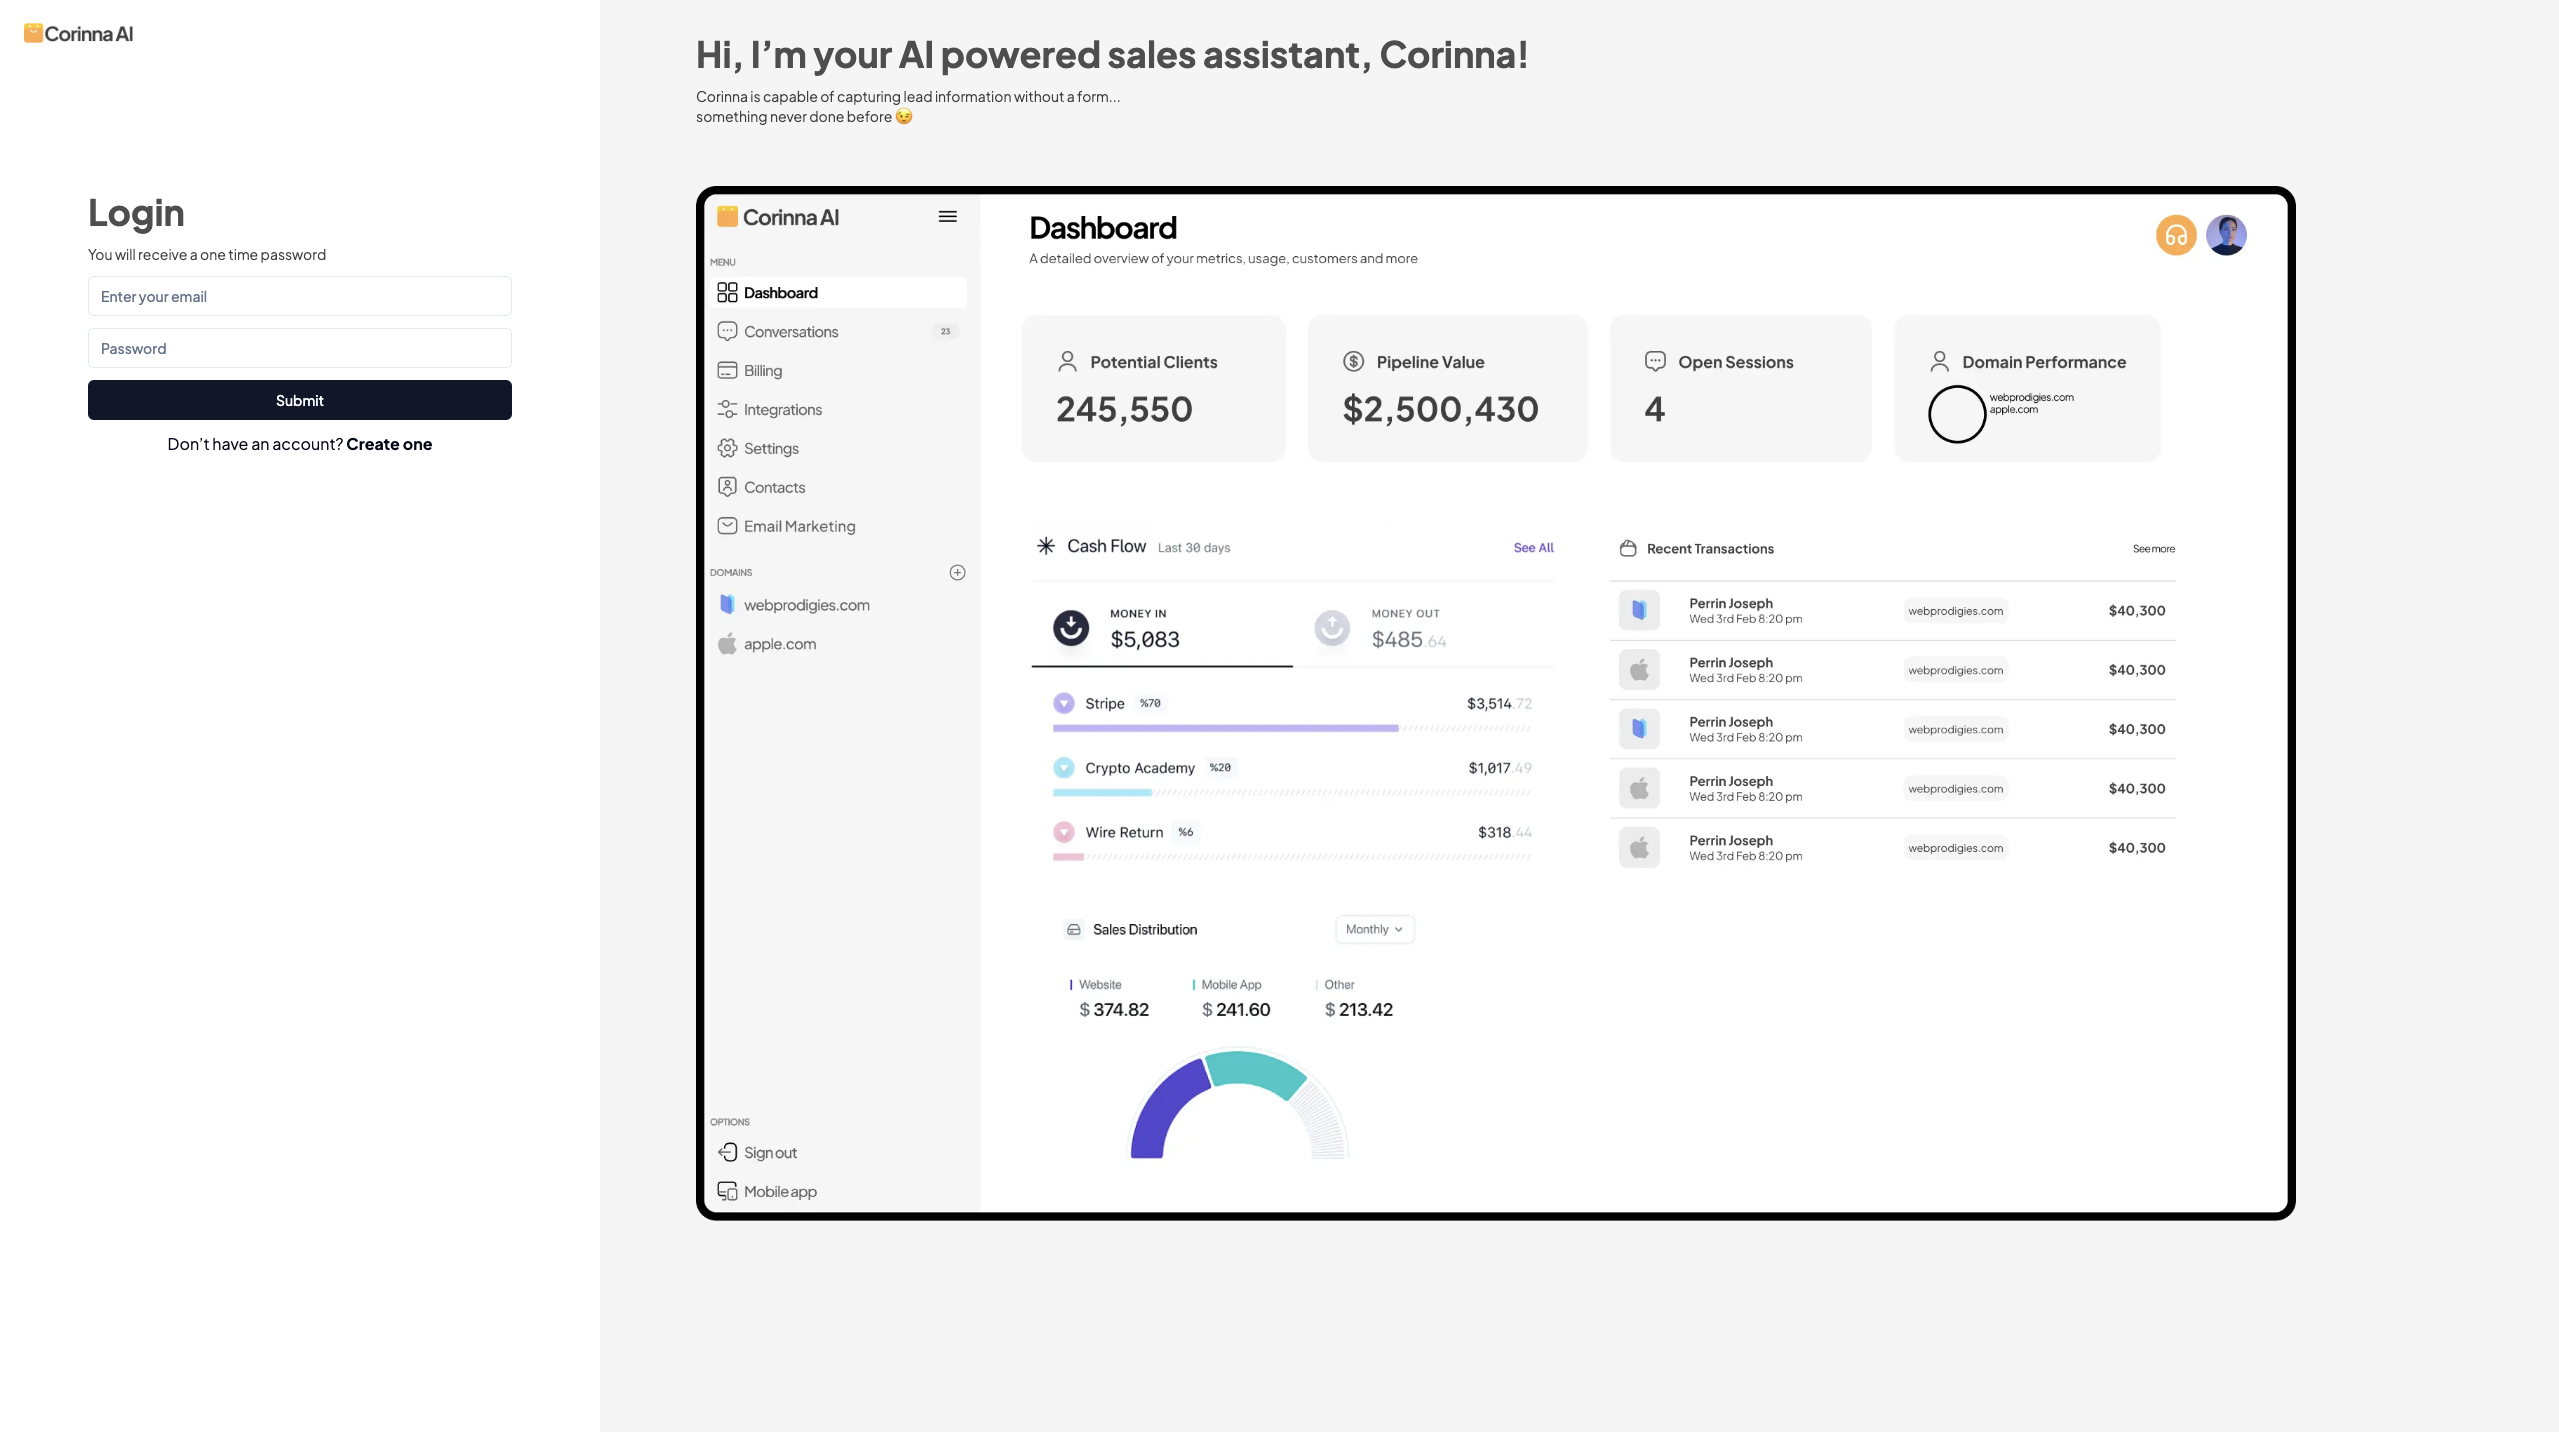 Corinna AI
Login
You will receive a one time password
Enter your email
Password
Submit
Don't have an account? Create one
Hi, I'm your AI powered sales assistant, Corinna!
Corinna is capable of capturing lead information without a form...
something never done before 😉
Corinna AI
MENU
Dashboard
Conversations 23
Billing
Integrations
Settings
Contacts
Email Marketing
DOMAINS
webprodigies.com
apple.com
OPTIONS
Sign out
Mobile app
Dashboard
A detailed overview of your metrics, usage, customers and more
Potential Clients
245,550
Pipeline Value
$2,500,430
Open Sessions
4
Domain Performance
webprodigies.com
apple.com
Cash Flow Last 30 days See All
MONEY IN
$5,083
MONEY OUT
$485.64
Stripe %70 $3,514.72
Crypto Academy %20 $1,017.49
Wire Return %6 $318.44
Recent Transactions See more
Perrin Joseph
Wed 3rd Feb 8:20 pm
webprodigies.com
$40,300
Perrin Joseph
Wed 3rd Feb 8:20 pm
webprodigies.com
$40,300
Perrin Joseph
Wed 3rd Feb 8:20 pm
webprodigies.com
$40,300
Perrin Joseph
Wed 3rd Feb 8:20 pm
webprodigies.com
$40,300
Perrin Joseph
Wed 3rd Feb 8:20 pm
webprodigies.com
$40,300
Sales Distribution Monthly
Website
$ 374.82
Mobile App
$ 241.60
Other
$ 213.42